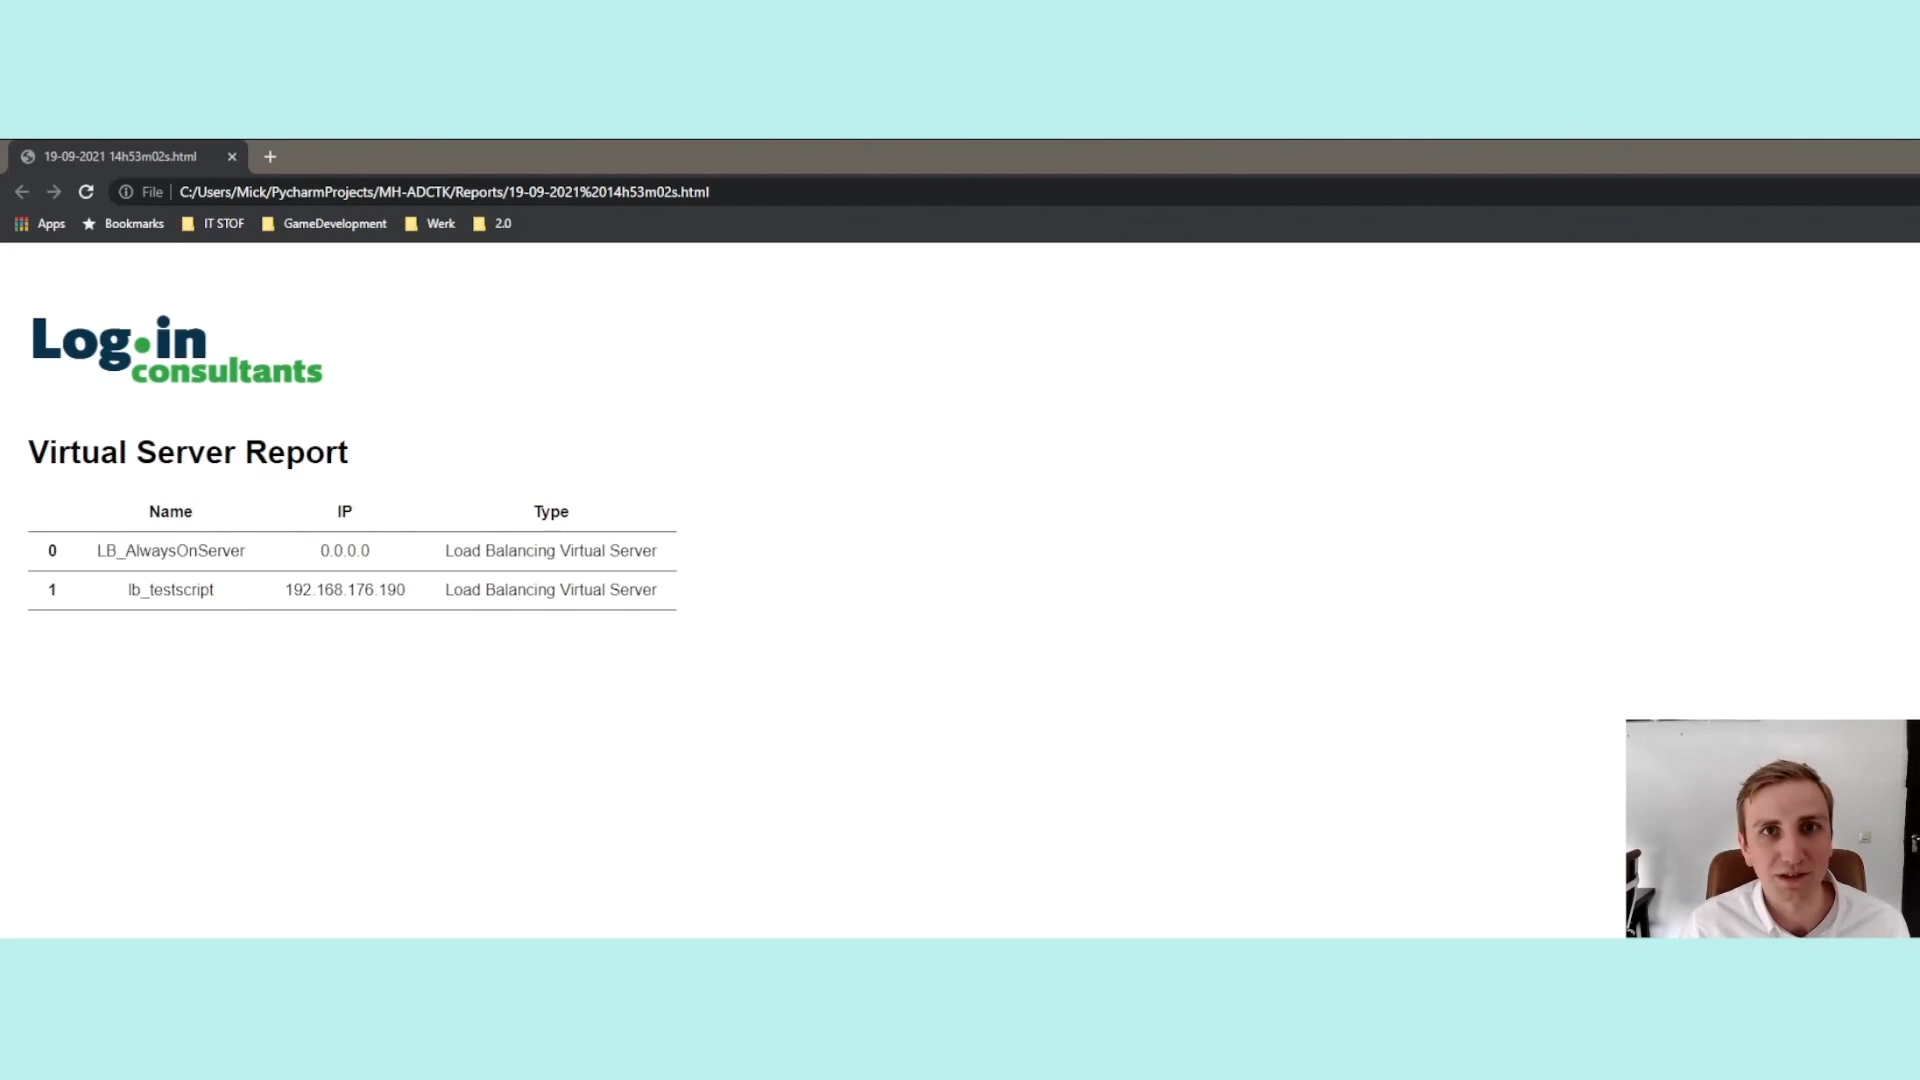 19-09-2021 14h53m02s.html
File C:/Users/Mick/PycharmProjects/MH-ADCTK/Reports/19-09-2021%2014h53m02s.html
Apps Bookmarks IT STOF GameDevelopment Werk 2.0
Log.in
consultants
Virtual Server Report
Name IP Type
0 LB_AlwaysOnServer 0.0.0.0 Load Balancing Virtual Server
1 lb_testscript 192.168.176.190 Load Balancing Virtual Server